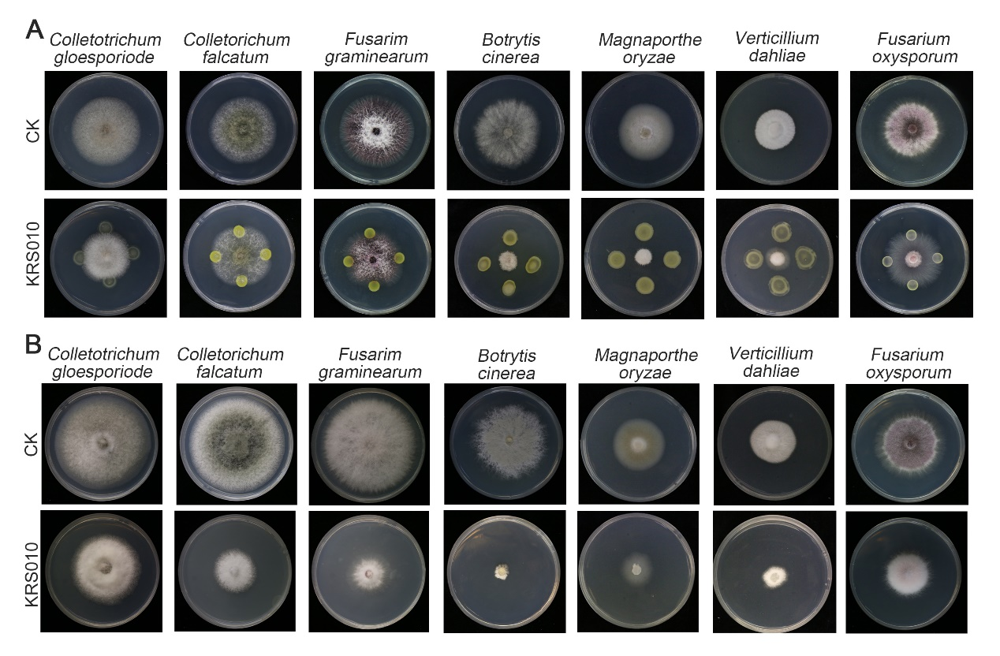 A
Colletotrichum
gloesporiode
Colletorichum
falcatum
Fusarim
graminearum
Botrytis
cinerea
Magnaporthe
oryzae
Verticillium
dahliae
Fusarium
oxysporum
CK
KRS010
B
Colletotrichum
gloesporiode
Colletorichum
falcatum
Fusarim
graminearum
Botrytis
cinerea
Magnaporthe
oryzae
Verticillium
dahliae
Fusarium
oxysporum
CK
KRS010